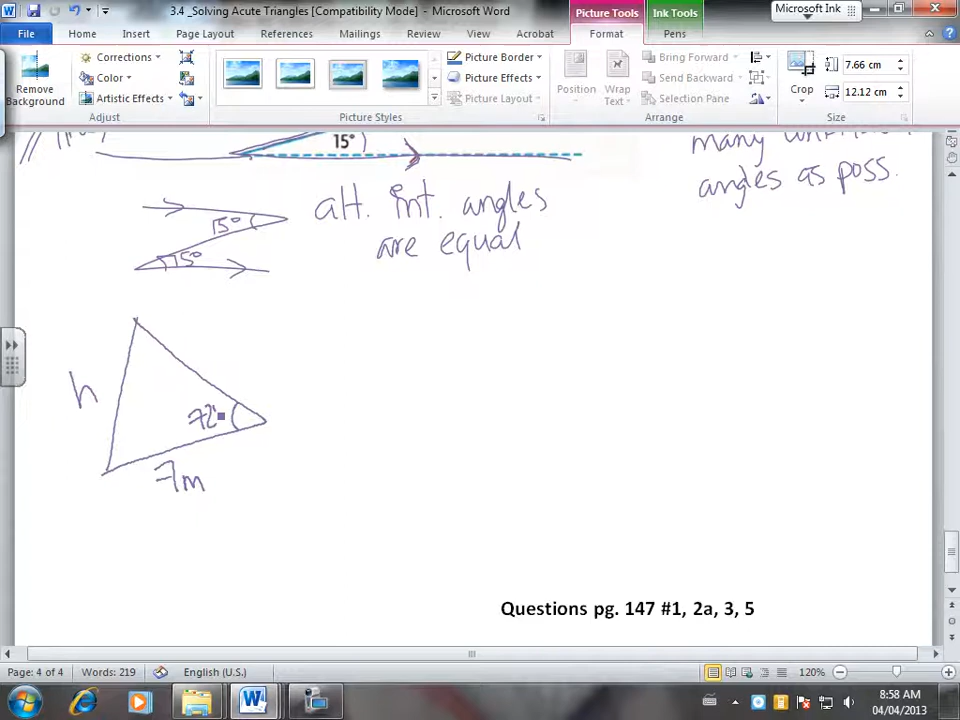 3.4 _Solving Acute Triangles [Compatibility Mode] - Microsoft Word
Picture Tools
Ink Tools
Microsoft Ink
File
Home
Insert
Page Layout
References
Mailings
Review
View
Acrobat
Format
Pens
Remove Background
Corrections
Color
Artistic Effects
Adjust
Picture Styles
Picture Border
Picture Effects
Picture Layout
Position
Wrap Text
Bring Forward
Send Backward
Selection Pane
Arrange
Crop
7.66 cm
12.12 cm
Size
15°
many
angles as poss.
15°
15°
alt. int. angles
are equal
h
72°
7m
Questions pg. 147 #1, 2a, 3, 5
Page: 4 of 4
Words: 219
English (U.S.)
120%
8:58 AM
04/04/2013